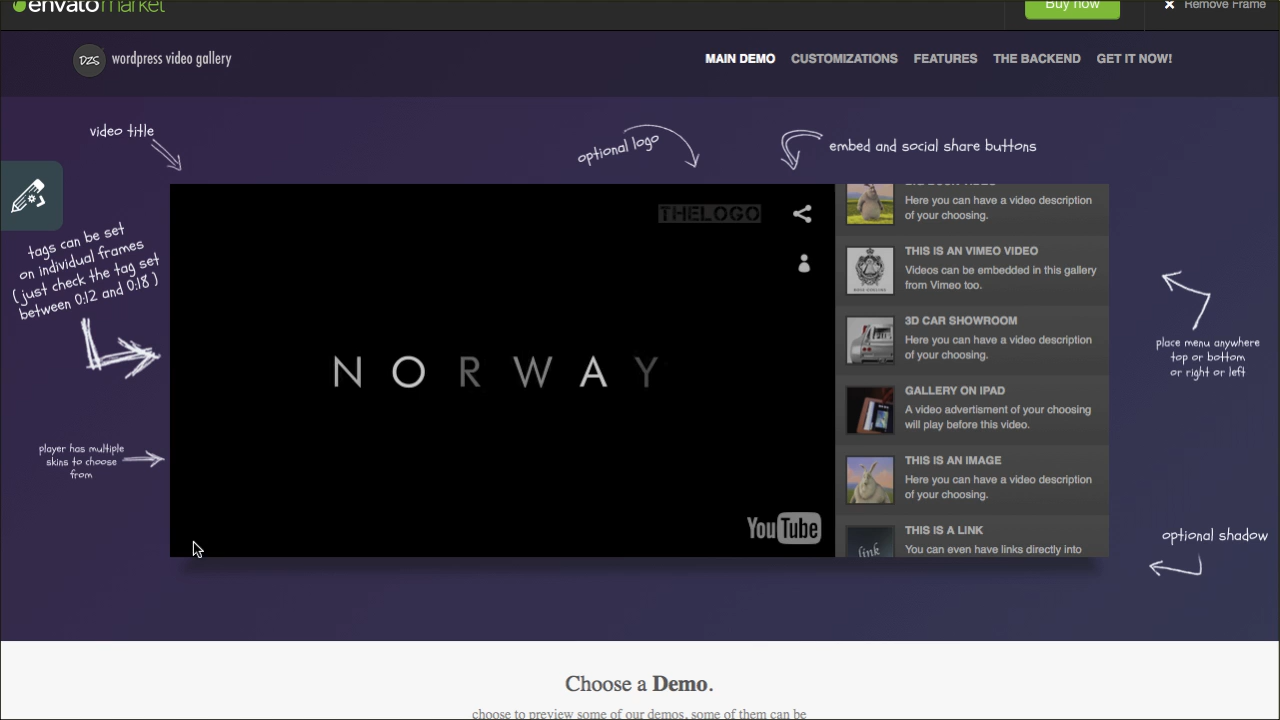 envato market
Buy now
Remove Frame
DZS
wordpress video gallery
MAIN DEMO
CUSTOMIZATIONS
FEATURES
THE BACKEND
GET IT NOW!
video title
optional logo
embed and social share buttons
tags can be set
on individual frames
(just check the tag set
between 0:12 and 0:18 )
THELOGO
NORWAY
YouTube
player has multiple
skins to choose
from
Here you can have a video description
of your choosing.
THIS IS AN VIMEO VIDEO
Videos can be embedded in this gallery
from Vimeo too.
3D CAR SHOWROOM
Here you can have a video description
of your choosing.
GALLERY ON IPAD
A video advertisment of your choosing
will play before this video.
THIS IS AN IMAGE
Here you can have a video description
of your choosing.
link
THIS IS A LINK
You can even have links directly into
place menu anywhere
top or bottom
or right or left
optional shadow
Choose a Demo.
choose to preview some of our demos, some of them can be